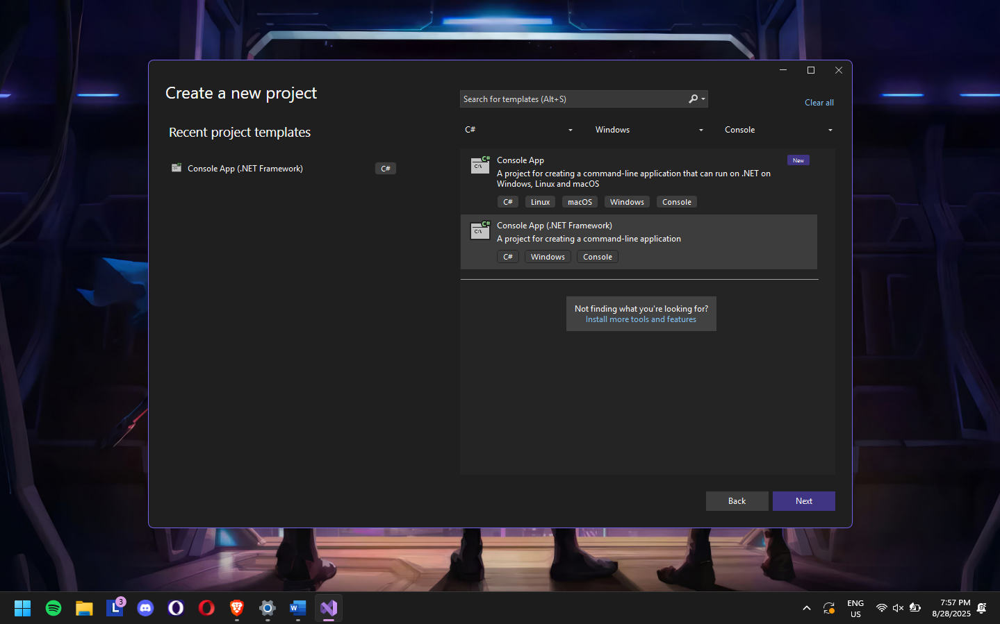 Create a new project
Search for templates (Alt+S)
Clear all
Recent project templates
C#
Windows
Console
Console App (.NET Framework)
C#
Console App
New
A project for creating a command-line application that can run on .NET on
Windows, Linux and macOS
C#
Linux
macOS
Windows
Console
Console App (.NET Framework)
A project for creating a command-line application
C#
Windows
Console
Not finding what you're looking for?
Install more tools and features
Back
Next
3
ENG
US
7:57 PM
8/28/2025